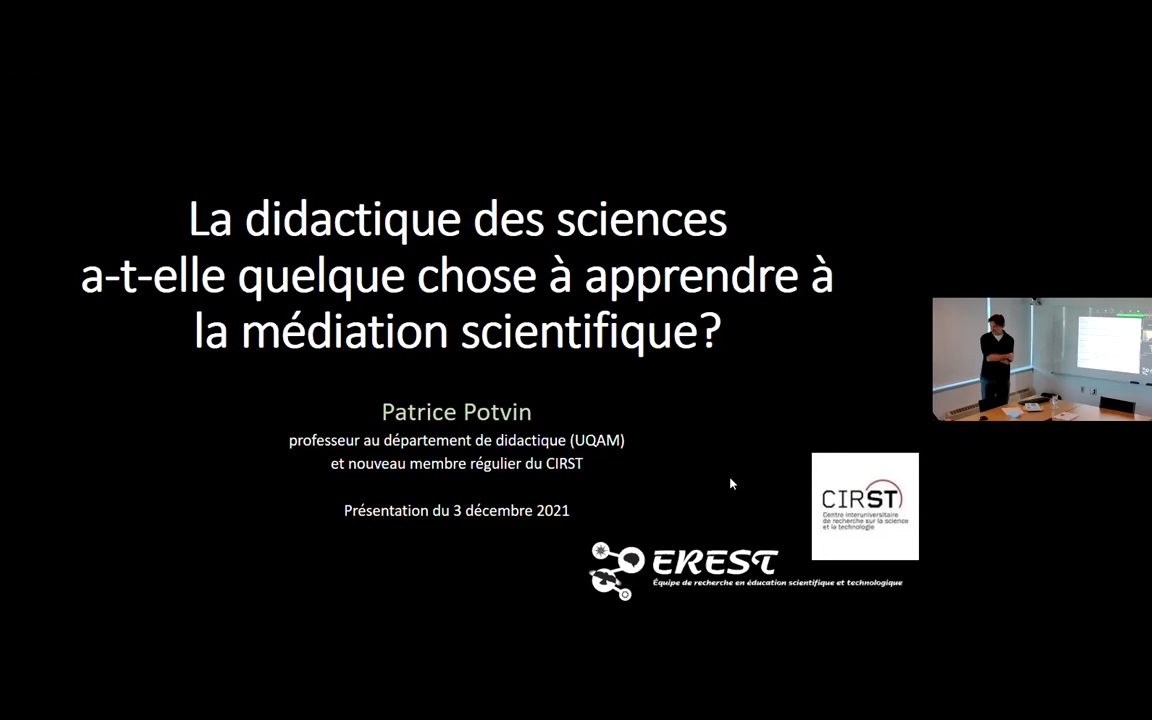 La didactique des sciences
a-t-elle quelque chose à apprendre à
la médiation scientifique?
Patrice Potvin
professeur au département de didactique (UQAM)
et nouveau membre régulier du CIRST
Présentation du 3 décembre 2021
CIRST
Centre interuniversitaire
de recherche sur la science
et la technologie
EREST
Équipe de recherche en éducation scientifique et technologique